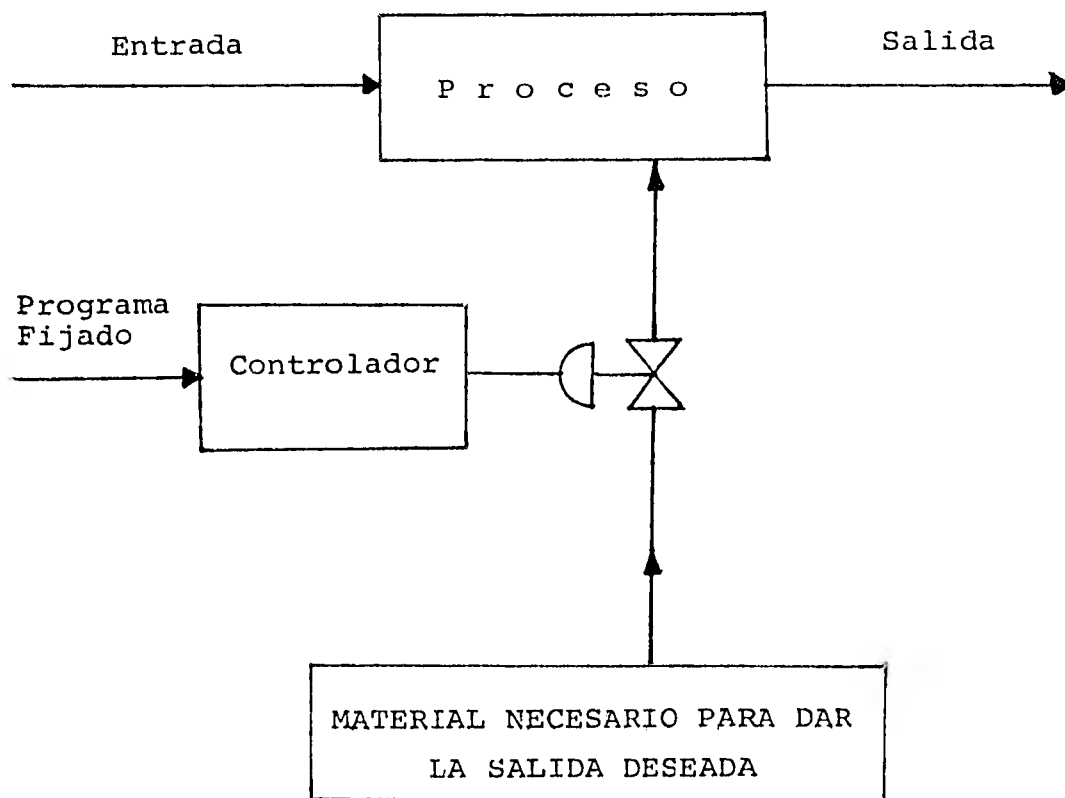 Entrada
Salida
P r o c e s o
Programa
Fijado
Controlador
MATERIAL NECESARIO PARA DAR
LA SALIDA DESEADA